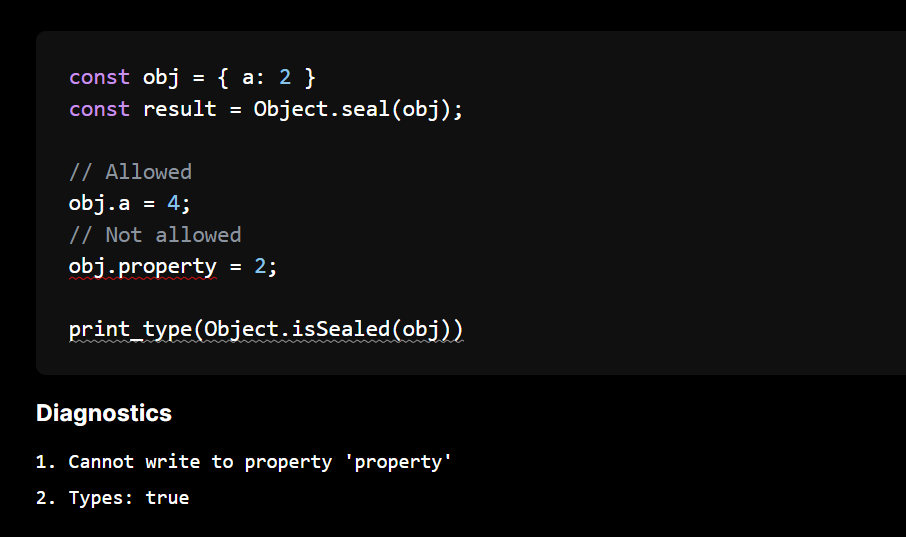 const obj = { a: 2 }
const result = Object.seal(obj);
// Allowed
obj.a = 4;
// Not allowed
obj.property = 2;
print_type(Object.isSealed(obj))
Diagnostics
1. Cannot write to property 'property'
2. Types: true